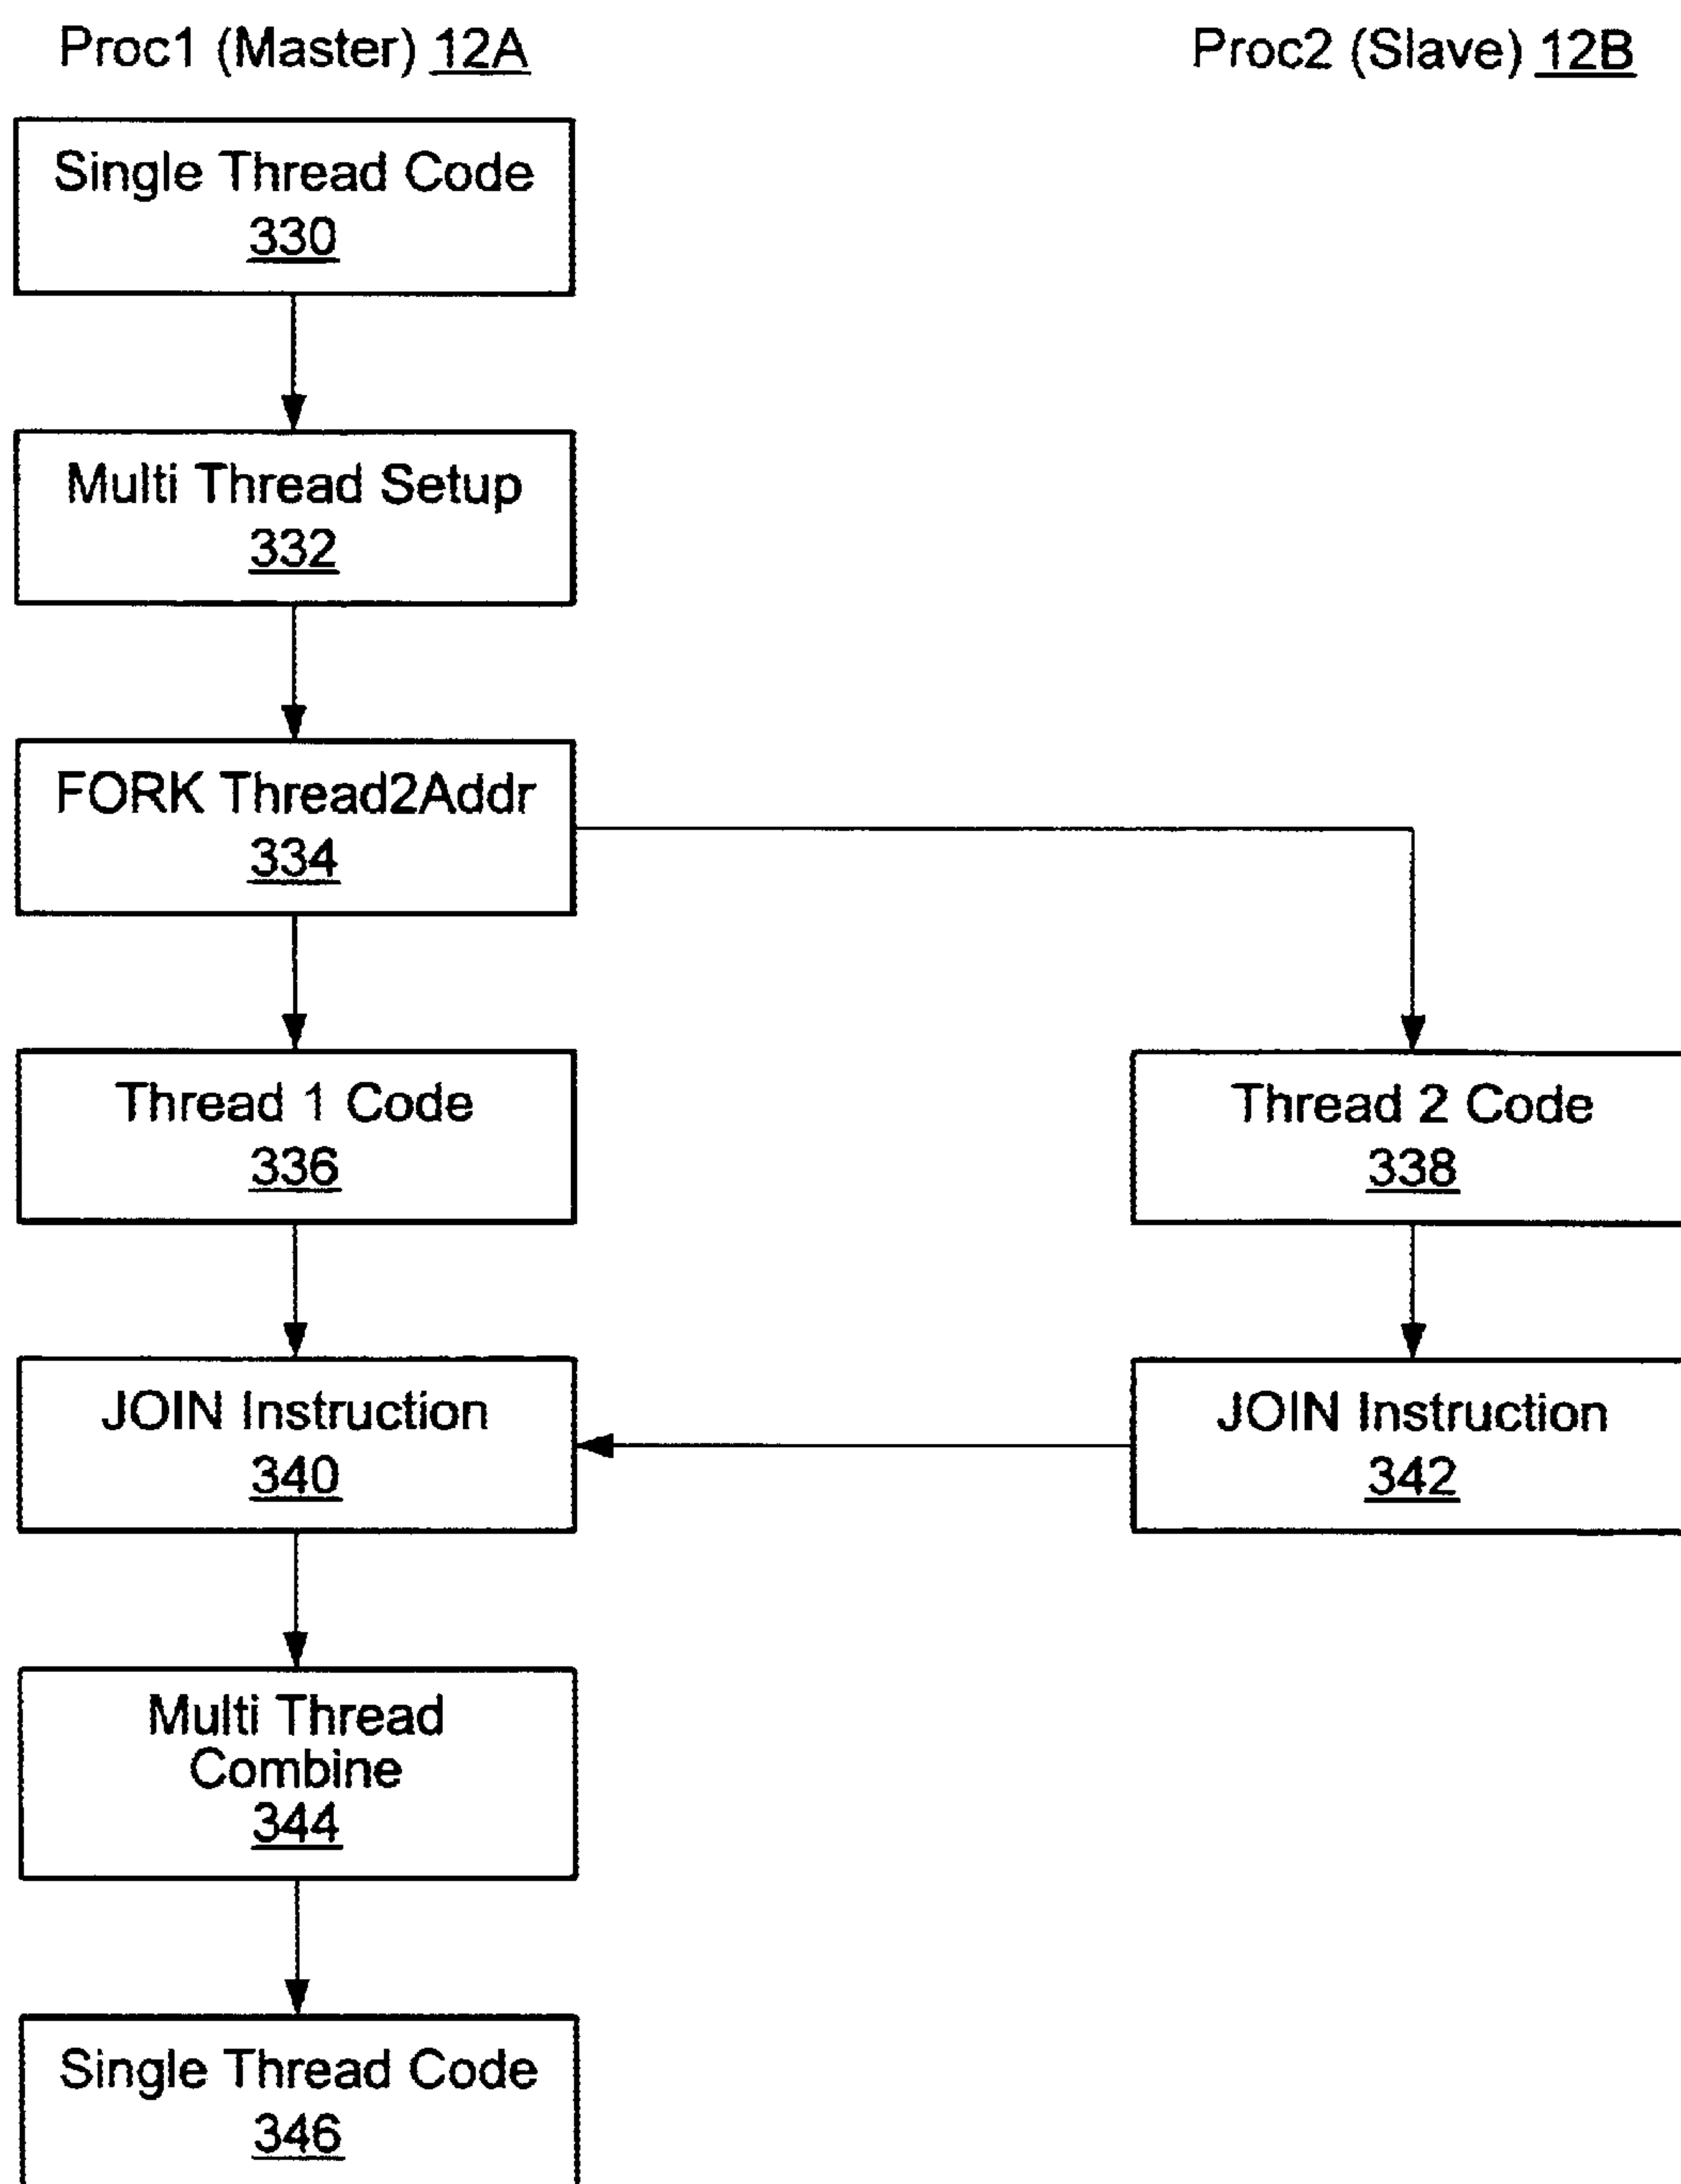 Proc1 (Master) 12A
Proc2 (Slave) 12B
Single Thread Code
330
Multi Thread Setup
332
FORK Thread2Addr
334
Thread 1 Code
336
Thread 2 Code
338
JOIN Instruction
340
JOIN Instruction
342
Multi Thread
Combine
344
Single Thread Code
346